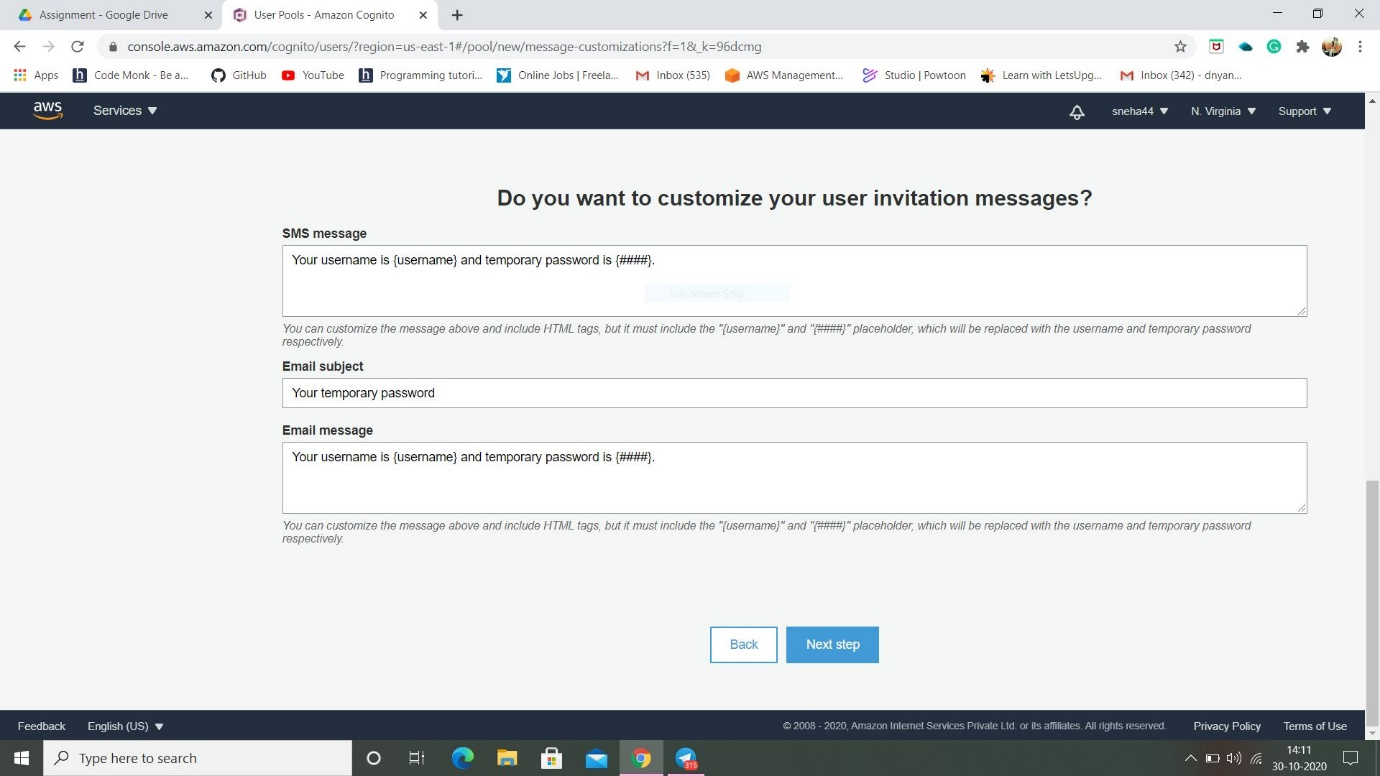 Assignment - Google Drive
User Pools - Amazon Cognito
console.aws.amazon.com/cognito/users/?region=us-east-1#/pool/new/message-customizations?f=1&_k=96dcmg
Apps
Code Monk - Be a...
GitHub
YouTube
Programming tutori...
Online Jobs | Freela...
Inbox (535)
AWS Management...
Studio | Powtoon
Learn with LetsUpg...
Inbox (342) - dnyan...
aws
Services
sneha44
N. Virginia
Support
Do you want to customize your user invitation messages?
SMS message
Your username is {username} and temporary password is {####}.
Full-screen Snip
You can customize the message above and include HTML tags, but it must include the "{username}" and "{####}" placeholder, which will be replaced with the username and temporary password
respectively.
Email subject
Your temporary password
Email message
Your username is {username} and temporary password is {####}.
You can customize the message above and include HTML tags, but it must include the "{username}" and "{####}" placeholder, which will be replaced with the username and temporary password
respectively.
Back
Next step
Feedback
English (US)
© 2008 - 2020, Amazon Internet Services Private Ltd. or its affiliates. All rights reserved.
Privacy Policy
Terms of Use
Type here to search
315
14:11
30-10-2020